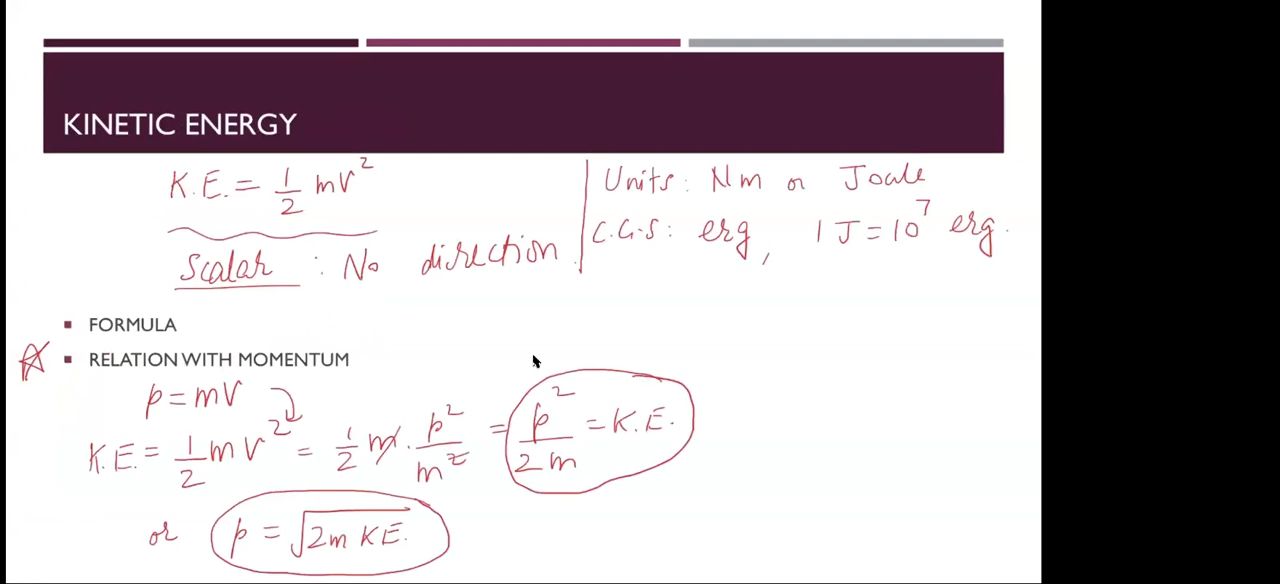 KINETIC ENERGY
K.E. = 1/2 mv²
Scalar : No direction.
Units: Nm or Joule
C.G.S: erg, 1 J = 10⁷ erg.
FORMULA
RELATION WITH MOMENTUM
p = mv
K.E. = 1/2 mv² = 1/2 m · p²/m² = p²/2m = K.E.
or p = √2m KE.